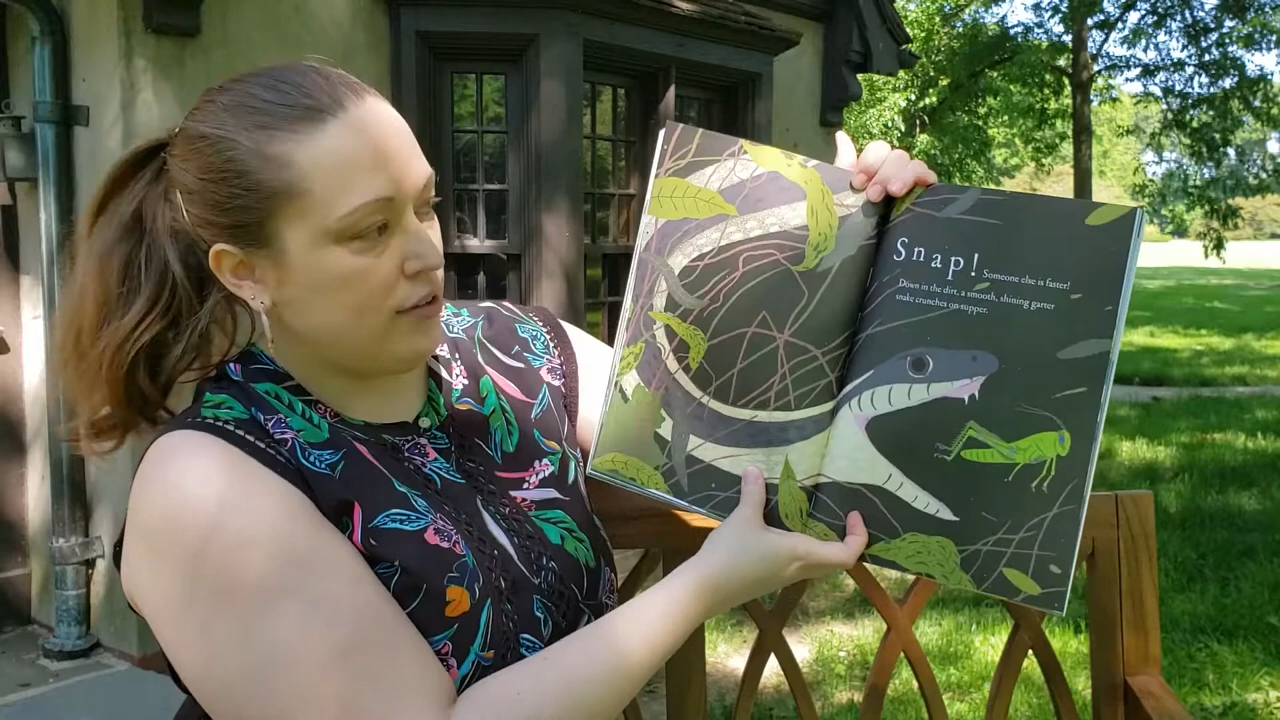 Snap! Someone else is faster!
Down in the dirt, a smooth, shining garter
snake crunches on supper.